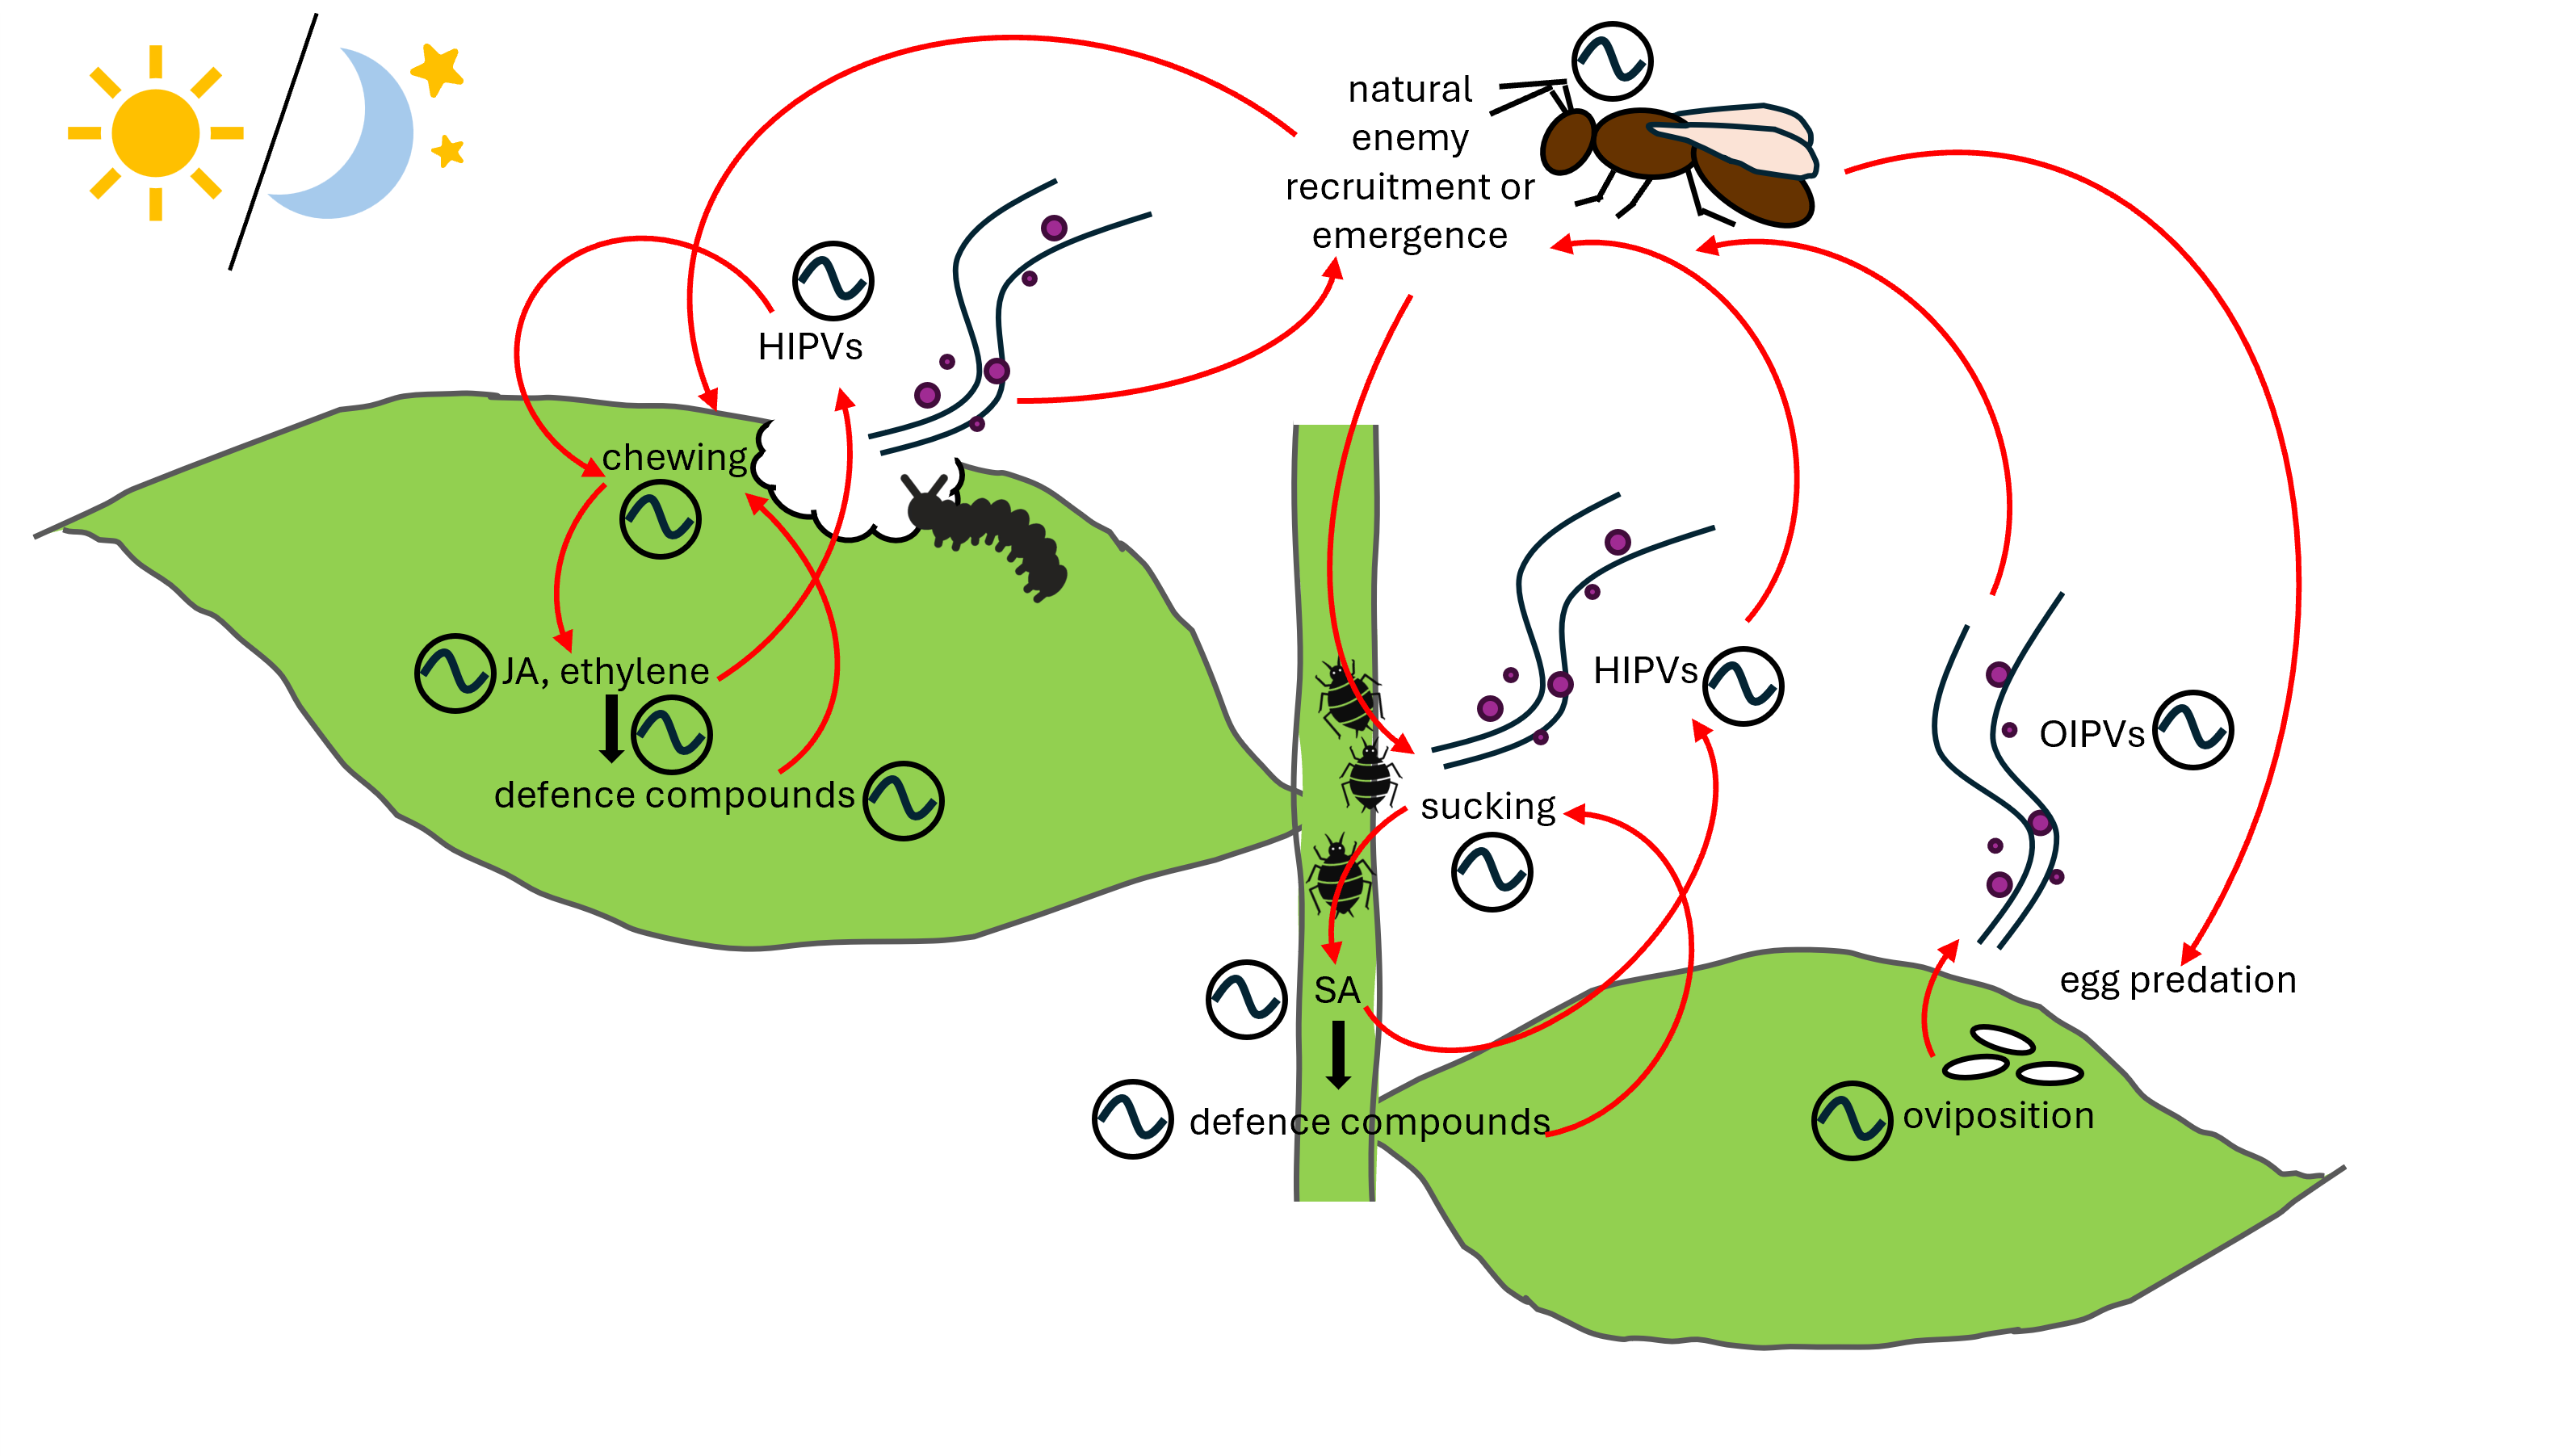 natural
enemy
recruitment or
emergence
HIPVs
chewing
JA, ethylene
defence compounds
HIPVs
OIPVs
sucking
SA
egg predation
defence compounds
oviposition